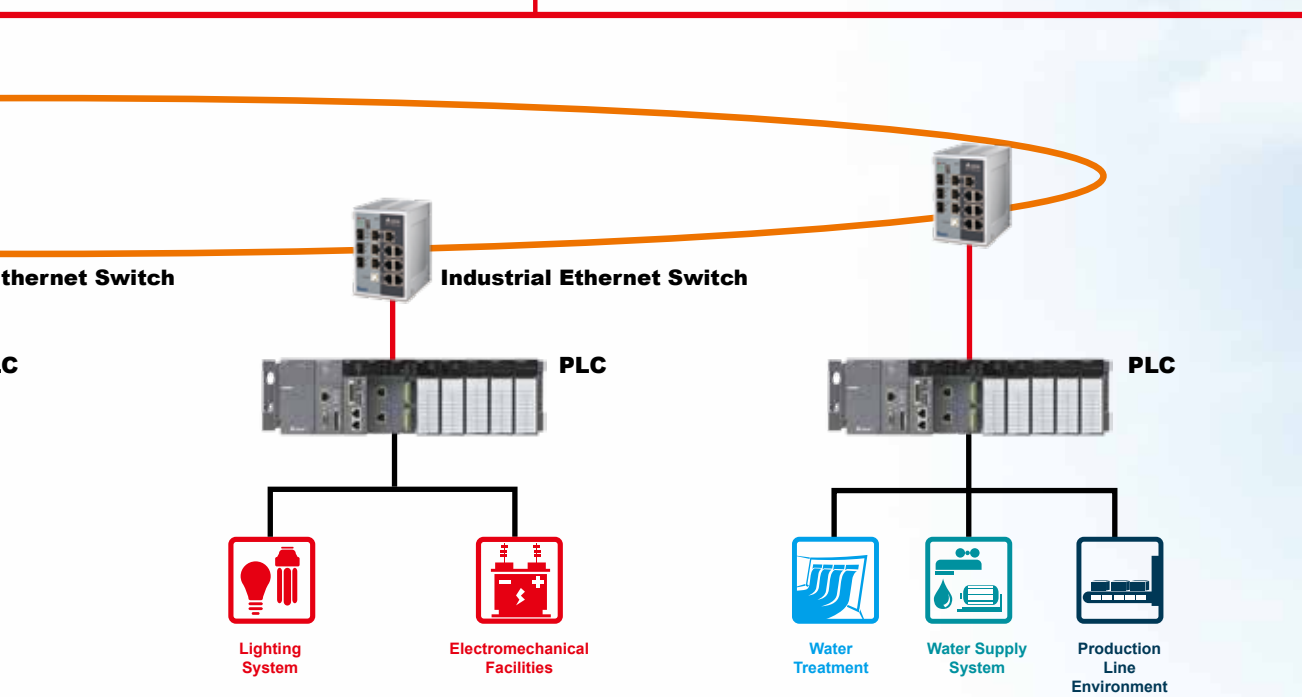 thernet Switch
Industrial Ethernet Switch
C
PLC
PLC
Lighting
System
Electromechanical
Facilities
Water
Treatment
Water Supply
System
Production
Line
Environment